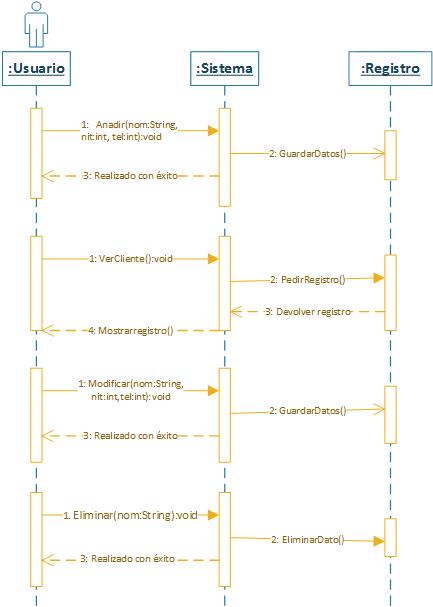 :Usuario
:Sistema
:Registro
1: Anadir(nom:String,
nit:int, tel:int):void
2: GuardarDatos()
3: Realizado con éxito
1: VerCliente():void
2: PedirRegistro()
3: Devolver registro
4: Mostrarregistro()
1: Modificar(nom:String,
nit:int,tel:int):void
2: GuardarDatos()
3: Realizado con éxito
1. Eliminar(nom:String):void
2: EliminarDato()
3: Realizado con éxito